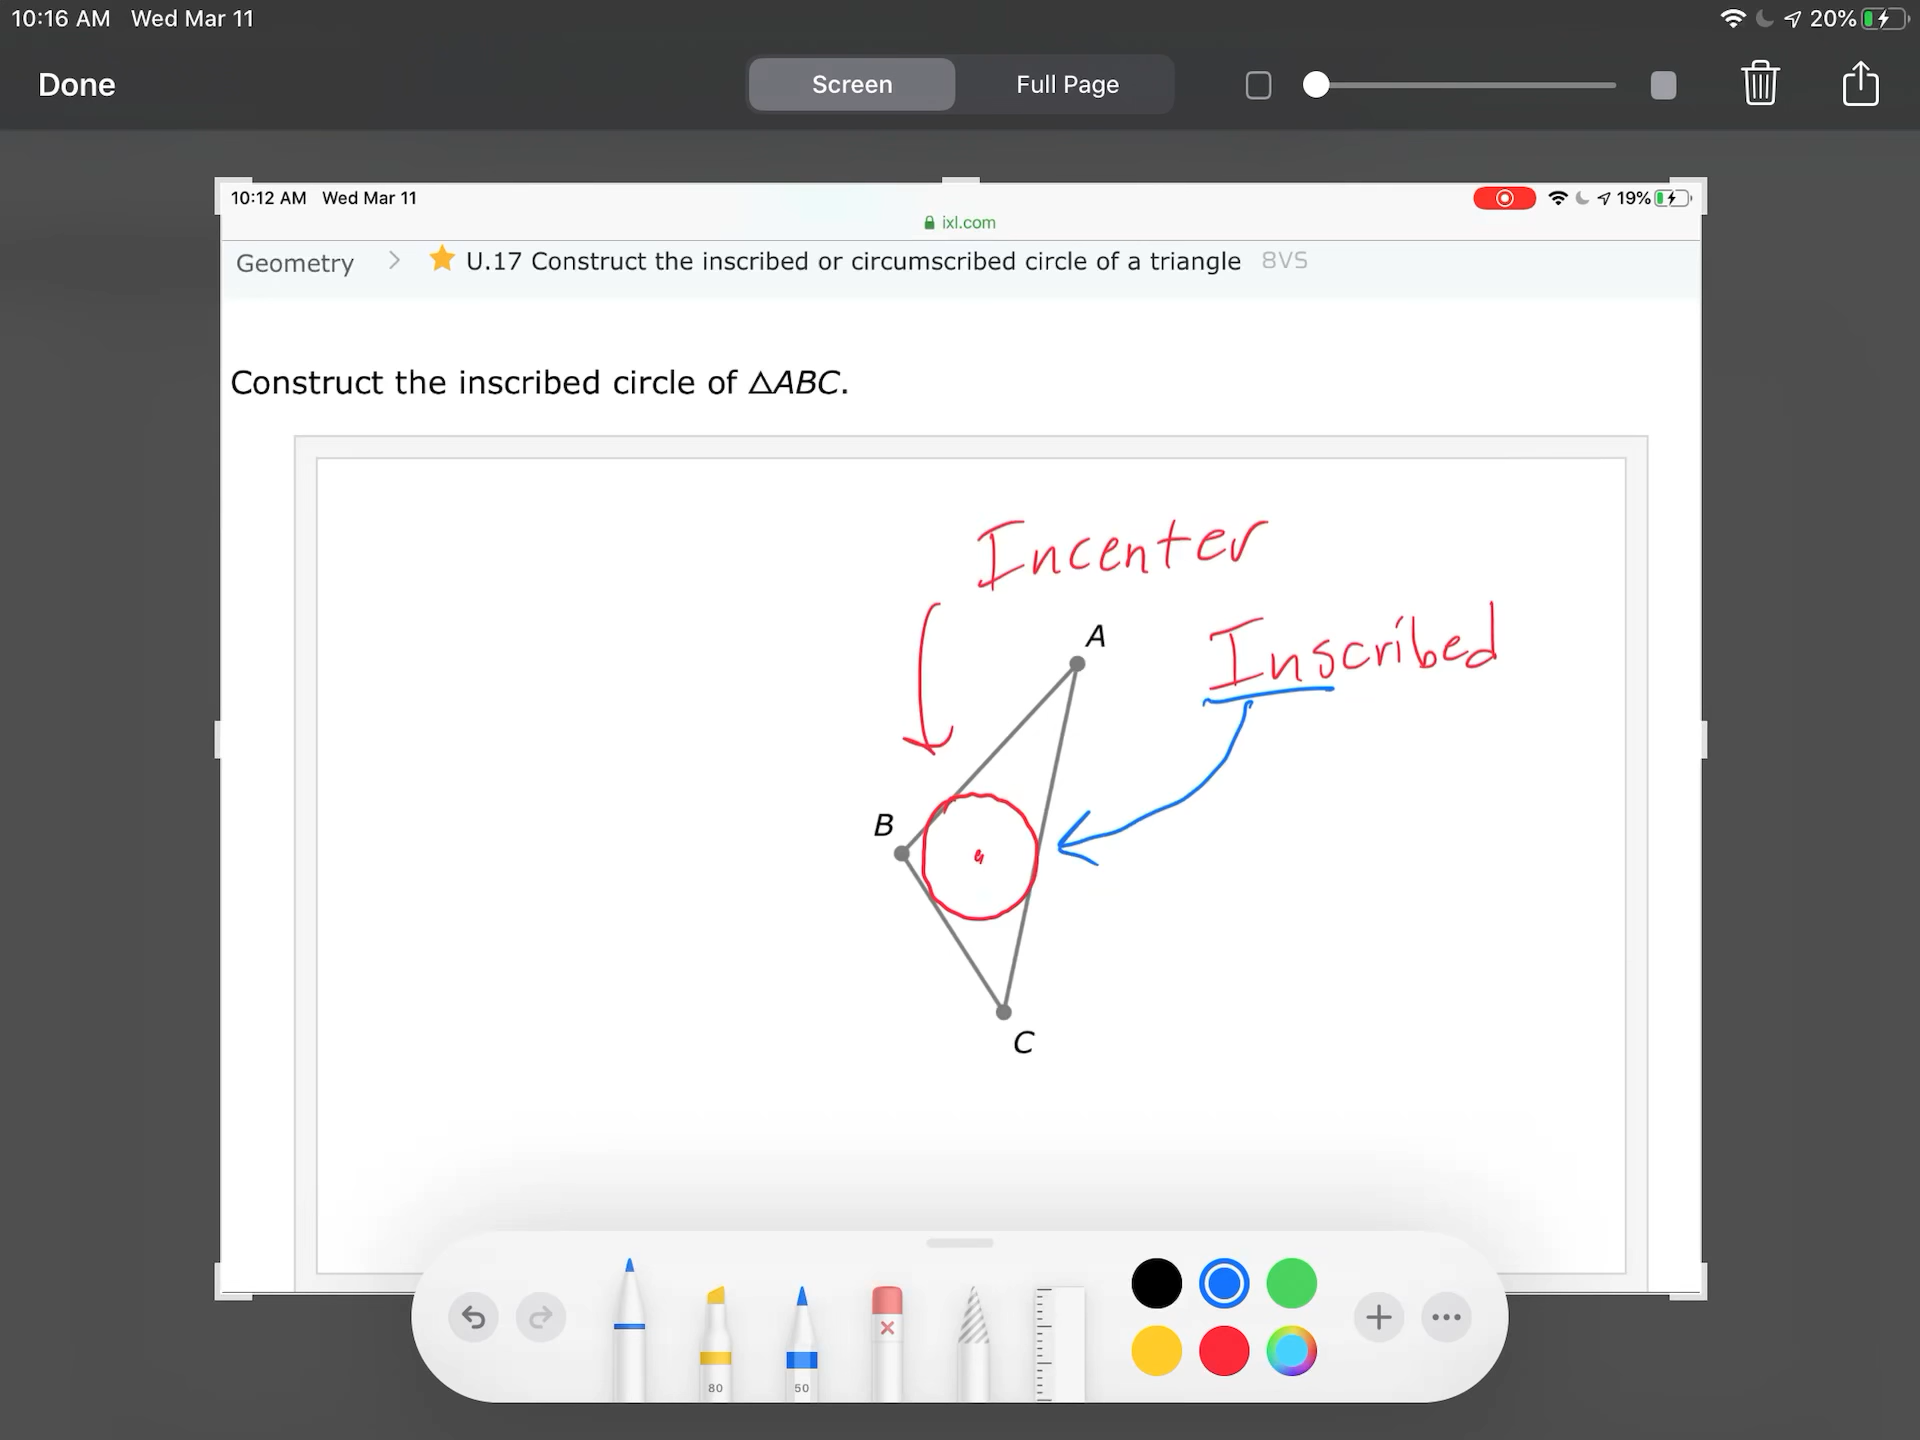 10:16 AM Wed Mar 11 20%
Done Screen Full Page
10:12 AM Wed Mar 11 19%
ixl.com
Geometry > U.17 Construct the inscribed or circumscribed circle of a triangle 8VS
Construct the inscribed circle of △ABC.
Incenter
A
Inscribed
B
C
80 50